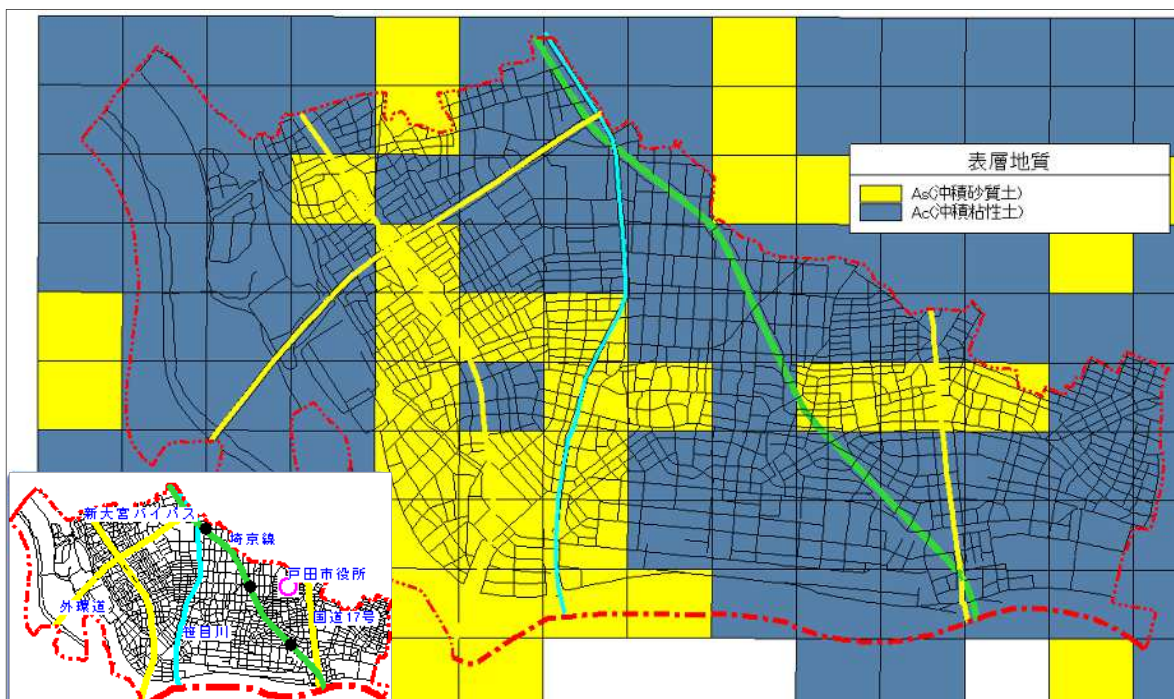 表層地質
As(沖積砂質土)
Ac(沖積粘性土)
新大宮バイパス
埼京線
戸田市役所
外環道
国道17号
笹目川